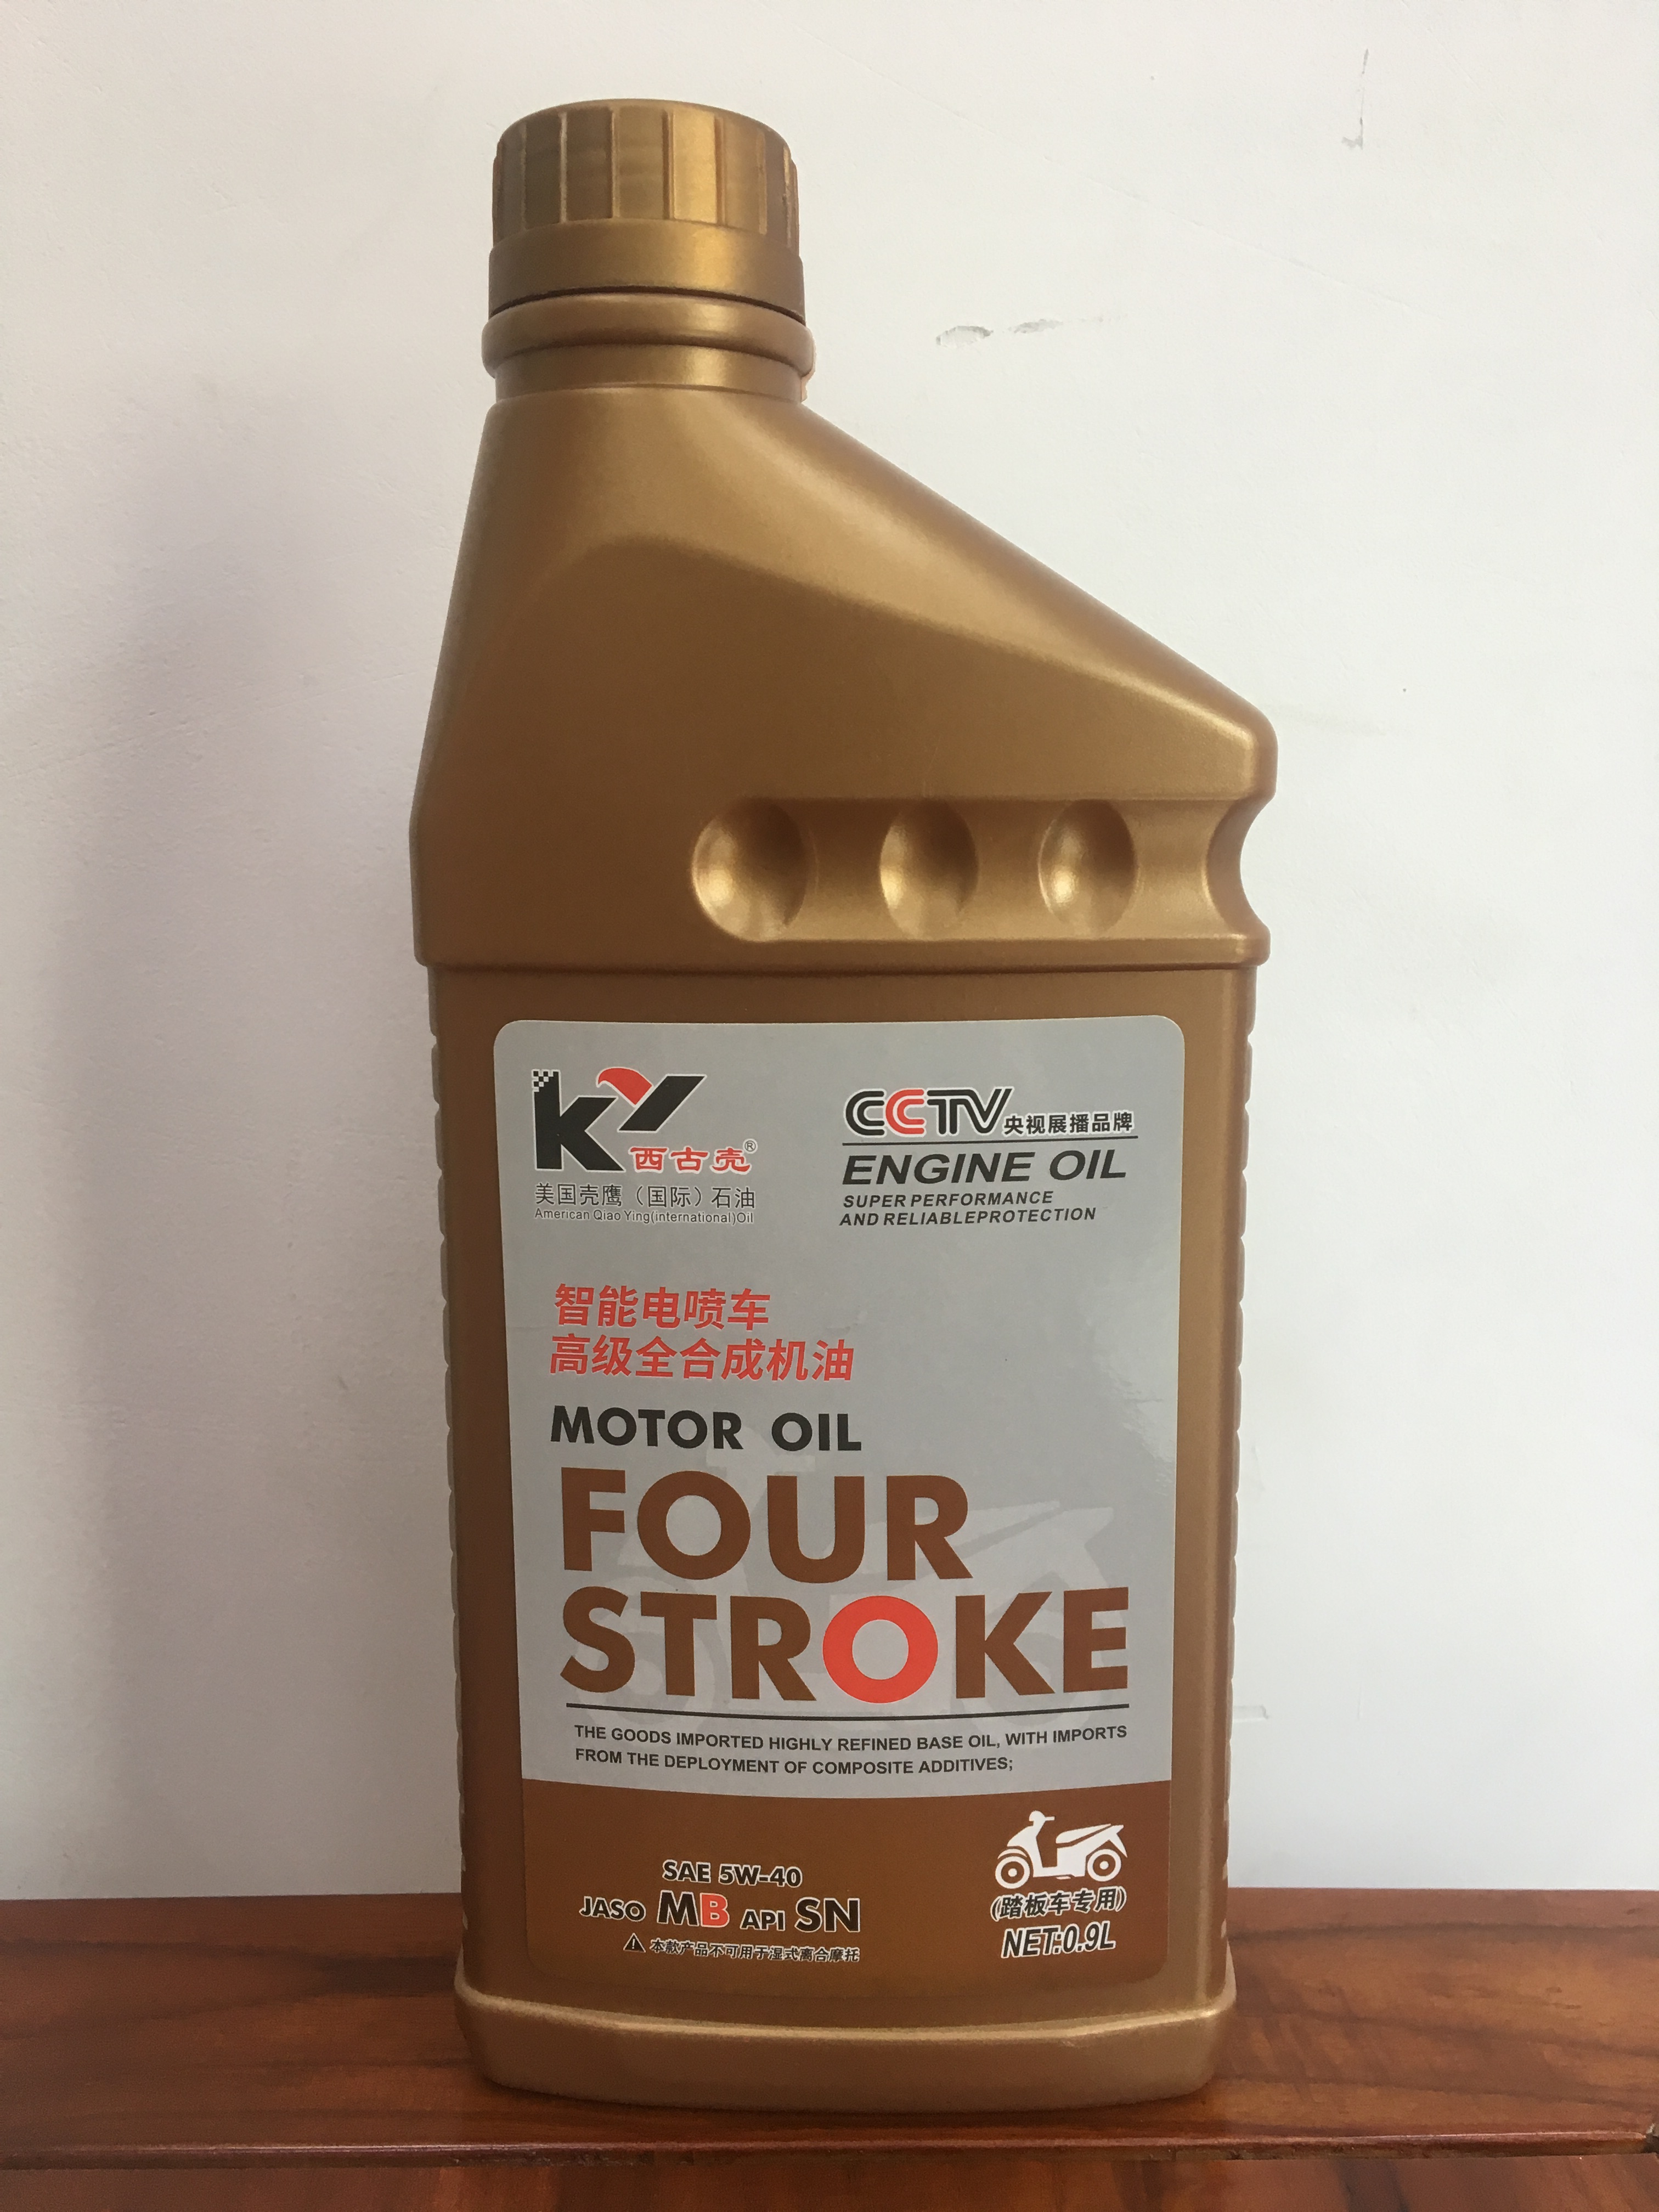 KY
西古壳®
美国壳鹰（国际）石油
American Qiao Ying(international)Oil
CCTV央视展播品牌
ENGINE OIL
SUPER PERFORMANCE
AND RELIABLEPROTECTION
智能电喷车
高级全合成机油
MOTOR OIL
FOUR
STROKE
THE GOODS IMPORTED HIGHLY REFINED BASE OIL, WITH IMPORTS
FROM THE DEPLOYMENT OF COMPOSITE ADDITIVES;
SAE 5W-40
JASO MB API SN
本款产品不可用于湿式离合摩托
(踏板车专用)
NET:0.9L